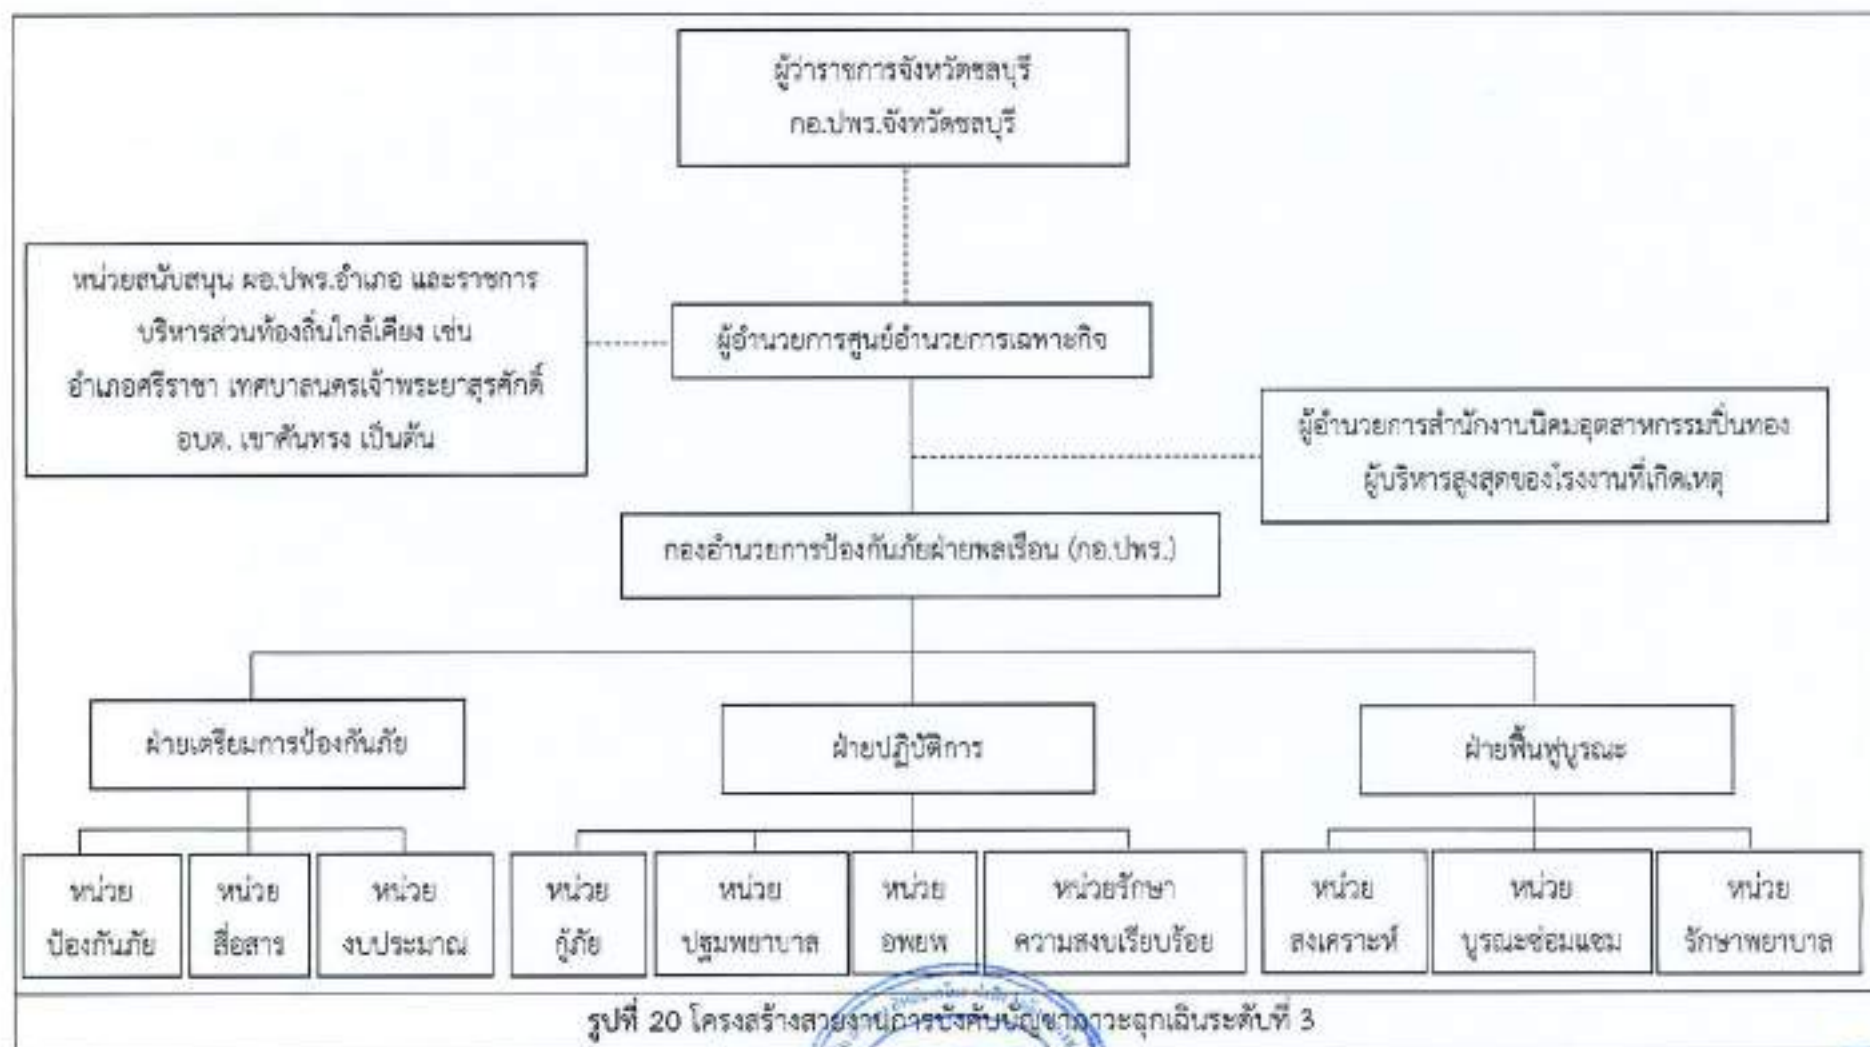 ผู้ว่าราชการจังหวัดชลบุรี
กอ.ปพร.จังหวัดชลบุรี
หน่วยสนับสนุน ผอ.ปพร.อำเภอ และราชการ
บริหารส่วนท้องถิ่นใกล้เคียง เช่น
อำเภอศรีราชา เทศบาลนครเจ้าพระยาสุรศักดิ์
อบต. เขาคันทรง เป็นต้น
ผู้อำนวยการศูนย์อำนวยการเฉพาะกิจ
ผู้อำนวยการสำนักงานนิคมอุตสาหกรรมปิ่นทอง
ผู้บริหารสูงสุดของโรงงานที่เกิดเหตุ
กองอำนวยการป้องกันภัยฝ่ายพลเรือน (กอ.ปพร.)
ฝ่ายเตรียมการป้องกันภัย
ฝ่ายปฏิบัติการ
ฝ่ายฟื้นฟูบูรณะ
หน่วย
ป้องกันภัย
หน่วย
สื่อสาร
หน่วย
งบประมาณ
หน่วย
กู้ภัย
หน่วย
ปฐมพยาบาล
หน่วย
อพยพ
หน่วยรักษา
ความสงบเรียบร้อย
หน่วย
สงเคราะห์
หน่วย
บูรณะซ่อมแซม
หน่วย
รักษาพยาบาล
รูปที่ 20 โครงสร้างสายงานการบังคับบัญชาภาวะฉุกเฉินระดับที่ 3